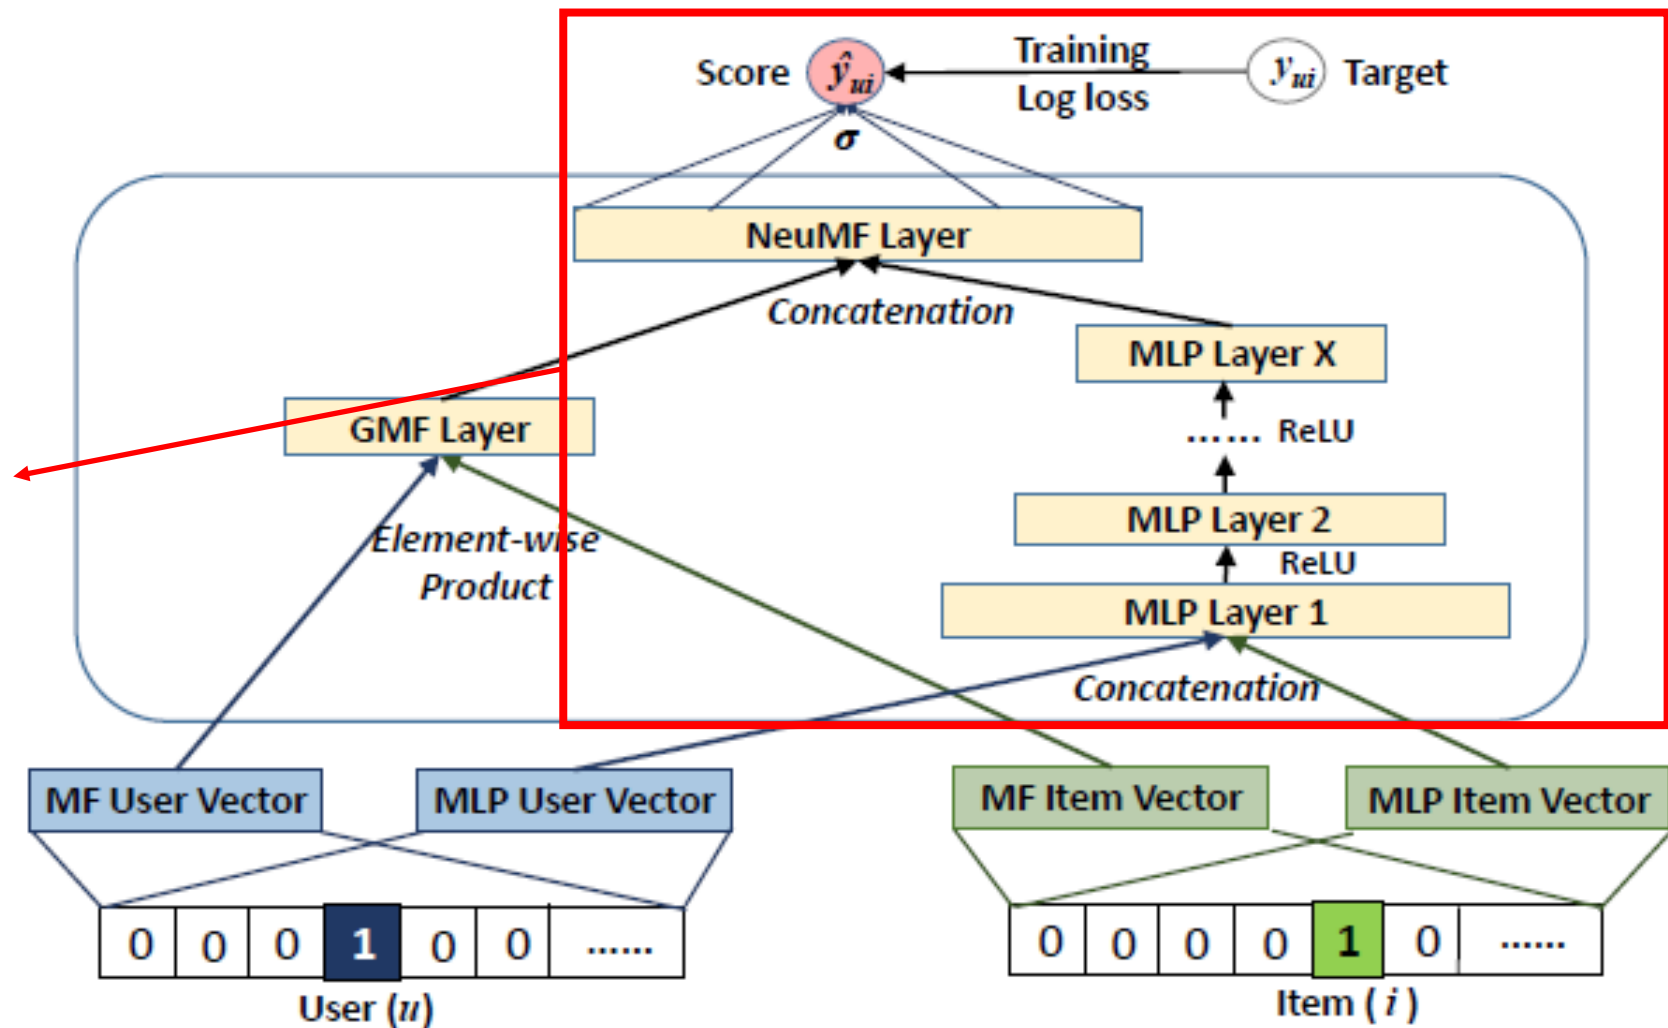 Score ŷui Training yui Target
Log loss
σ
NeuMF Layer
Concatenation
MLP Layer X
GMF Layer
...... ReLU
Element-wise
Product
MLP Layer 2
ReLU
MLP Layer 1
Concatenation
MF User Vector MLP User Vector MF Item Vector MLP Item Vector
0 0 0 1 0 0 ...... 0 0 0 0 1 0 ......
User (u) Item ( i )